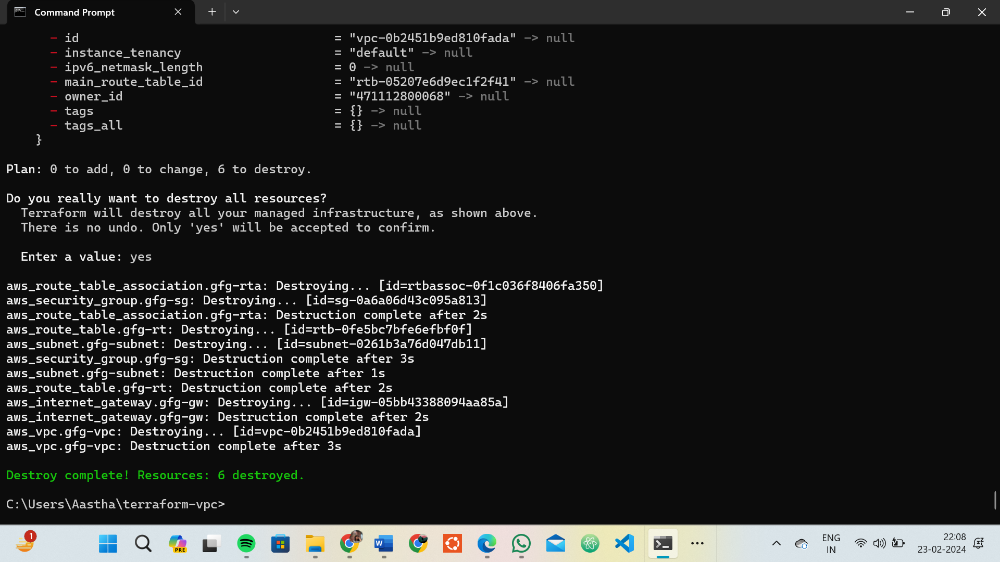 Command Prompt
- id = "vpc-0b2451b9ed810fada" -> null
- instance_tenancy = "default" -> null
- ipv6_netmask_length = 0 -> null
- main_route_table_id = "rtb-05207e6d9ec1f2f41" -> null
- owner_id = "471112800068" -> null
- tags = {} -> null
- tags_all = {} -> null
}
Plan: 0 to add, 0 to change, 6 to destroy.
Do you really want to destroy all resources?
Terraform will destroy all your managed infrastructure, as shown above.
There is no undo. Only 'yes' will be accepted to confirm.
Enter a value: yes
aws_route_table_association.gfg-rta: Destroying... [id=rtbassoc-0f1c036f8406fa350]
aws_security_group.gfg-sg: Destroying... [id=sg-0a6a06d43c095a813]
aws_route_table_association.gfg-rta: Destruction complete after 2s
aws_route_table.gfg-rt: Destroying... [id=rtb-0fe5bc7bfe6efbf0f]
aws_subnet.gfg-subnet: Destroying... [id=subnet-0261b3a76d047db11]
aws_security_group.gfg-sg: Destruction complete after 3s
aws_subnet.gfg-subnet: Destruction complete after 1s
aws_route_table.gfg-rt: Destruction complete after 2s
aws_internet_gateway.gfg-gw: Destroying... [id=igw-05bb43388094aa85a]
aws_internet_gateway.gfg-gw: Destruction complete after 2s
aws_vpc.gfg-vpc: Destroying... [id=vpc-0b2451b9ed810fada]
aws_vpc.gfg-vpc: Destruction complete after 3s
Destroy complete! Resources: 6 destroyed.
C:\Users\Aastha\terraform-vpc>
1
PRE
W
ENG
IN
22:08
23-02-2024